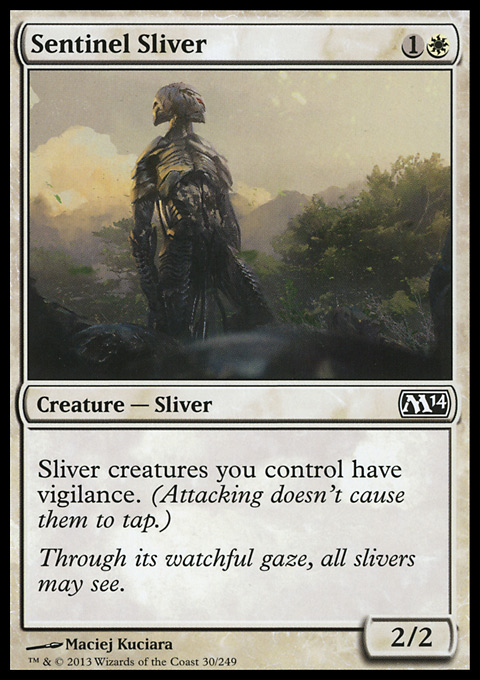 Sentinel Sliver 1
Creature — Sliver
M14
Sliver creatures you control have
vigilance. (Attacking doesn't cause
them to tap.)
Through its watchful gaze, all slivers
may see.
Maciej Kuciara
2/2
™ & © 2013 Wizards of the Coast 30/249